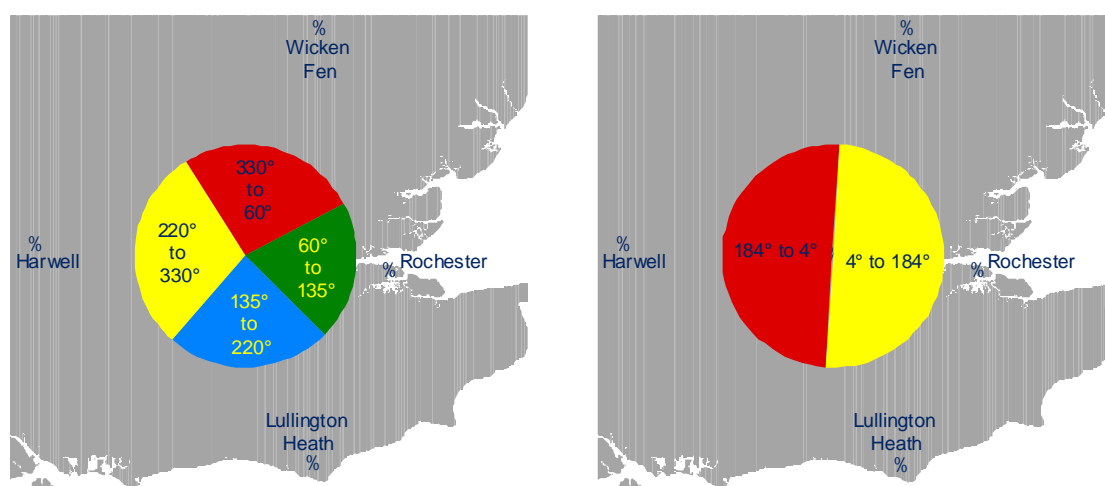 %
Wicken
Fen
330°
to
60°
220°
to
330°
60°
to
135°
135°
to
220°
%
Harwell
%
Rochester
Lullington
Heath
%
%
Wicken
Fen
184° to 4°
4° to 184°
%
Harwell
%
Rochester
Lullington
Heath
%